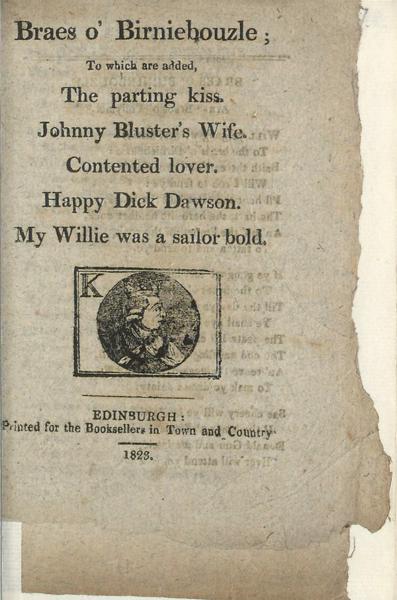 Braes o' Birniebouzle;
To which are added,
The parting kiss.
Johnny Bluster's Wife.
Contented lover.
Happy Dick Dawson.
My Willie was a sailor bold.
K
EDINBURGH:
Printed for the Booksellers in Town and Country
1823.